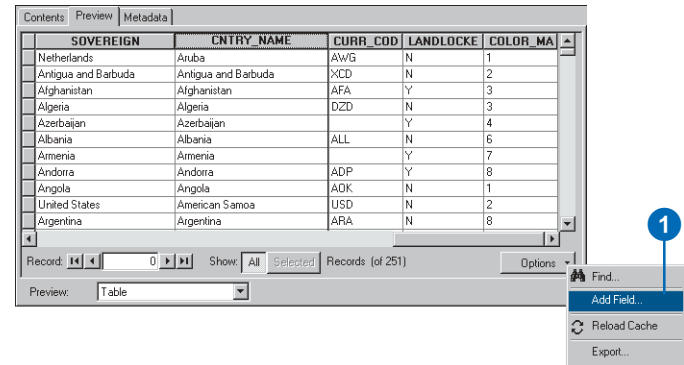 Contents Preview Metadata
SOVEREIGN CNTRY_NAME CURR_COD LANDLOCKE COLOR_MA
Netherlands Aruba AWG N 1
Antigua and Barbuda Antigua and Barbuda XCD N 2
Afghanistan Afghanistan AFA Y 3
Algeria Algeria DZD N 3
Azerbaijan Azerbaijan Y 4
Albania Albania ALL N 6
Armenia Armenia Y 7
Andorra Andorra ADP Y 8
Angola Angola AOK N 1
United States American Samoa USD N 2
Argentina Argentina ARA N 8
1
Record: 0 Show: All Selected Records (of 251) Options
Preview: Table
Find...
Add Field...
Reload Cache
Export...